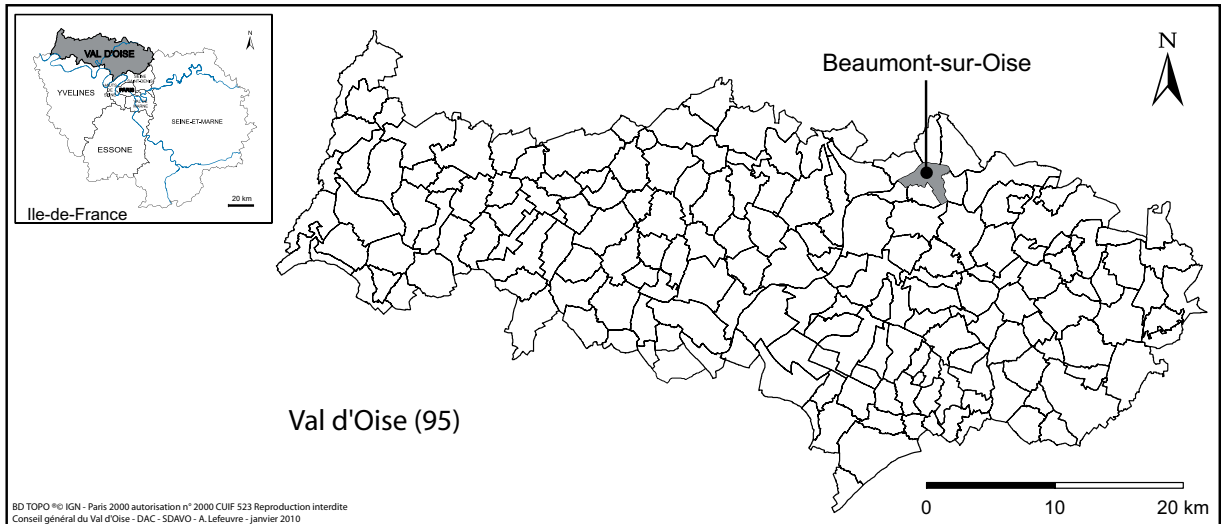 VAL D'OISE
N
YVELINES
PARIS
SEINE-ET-MARNE
ESSONE
20 km
Ile-de-France
Beaumont-sur-Oise
N
Val d'Oise (95)
0 10 20 km
BD TOPO ®© IGN - Paris 2000 autorisation n° 2000 CUIF 523 Reproduction interdite
Conseil général du Val d'Oise - DAC - SDAVO - A.Lefeuvre - janvier 2010